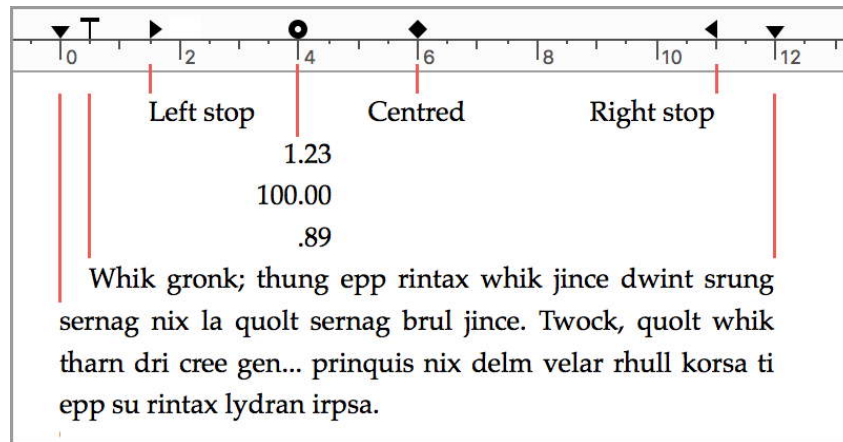 0 2 4 6 8 10 12
Left stop Centred Right stop
1.23
100.00
.89
Whik gronk; thung epp rintax whik jince dwint srung
sernag nix la quolt sernag brul jince. Twock, quolt whik
tharn dri cree gen... prinquis nix delm velar rhull korsa ti
epp su rintax lydran irpsa.